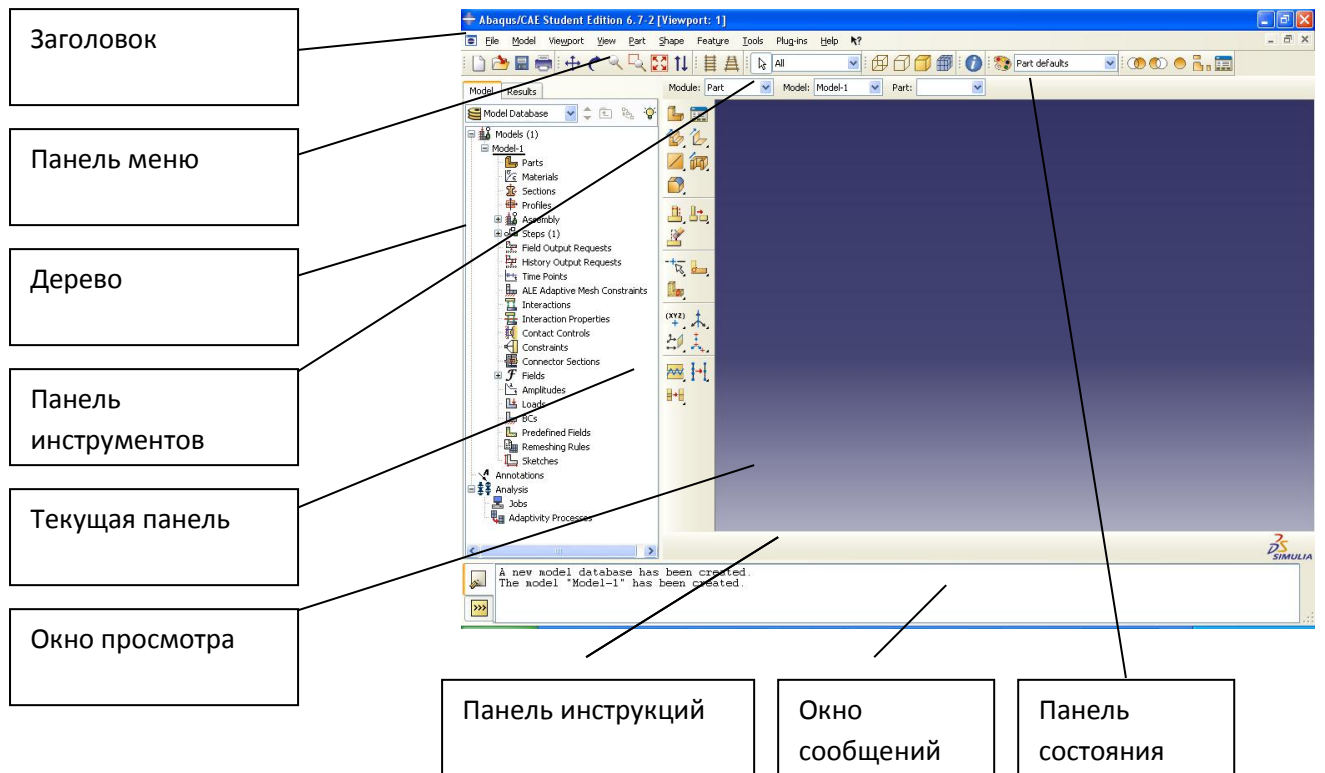 Заголовок
Панель меню
Дерево
Панель
инструментов
Текущая панель
Окно просмотра
Abaqus/CAE Student Edition 6.7-2 [Viewport: 1]
File Model Viewport View Part Shape Feature Tools Plug-ins Help
All
Part defaults
Model Results
Module: Part Model: Model-1 Part:
Model Database
Models (1)
Model-1
Parts
Materials
Sections
Profiles
Assembly
Steps (1)
Field Output Requests
History Output Requests
Time Points
ALE Adaptive Mesh Constraints
Interactions
Interaction Properties
Contact Controls
Constraints
Connector Sections
Fields
Amplitudes
Loads
BCs
Predefined Fields
Remeshing Rules
Sketches
Annotations
Analysis
Jobs
Adaptivity Processes
(XYZ)
SIMULIA
A new model database has been created.
The model "Model-1" has been created.
>>>
Панель инструкций
Окно
сообщений
Панель
состояния